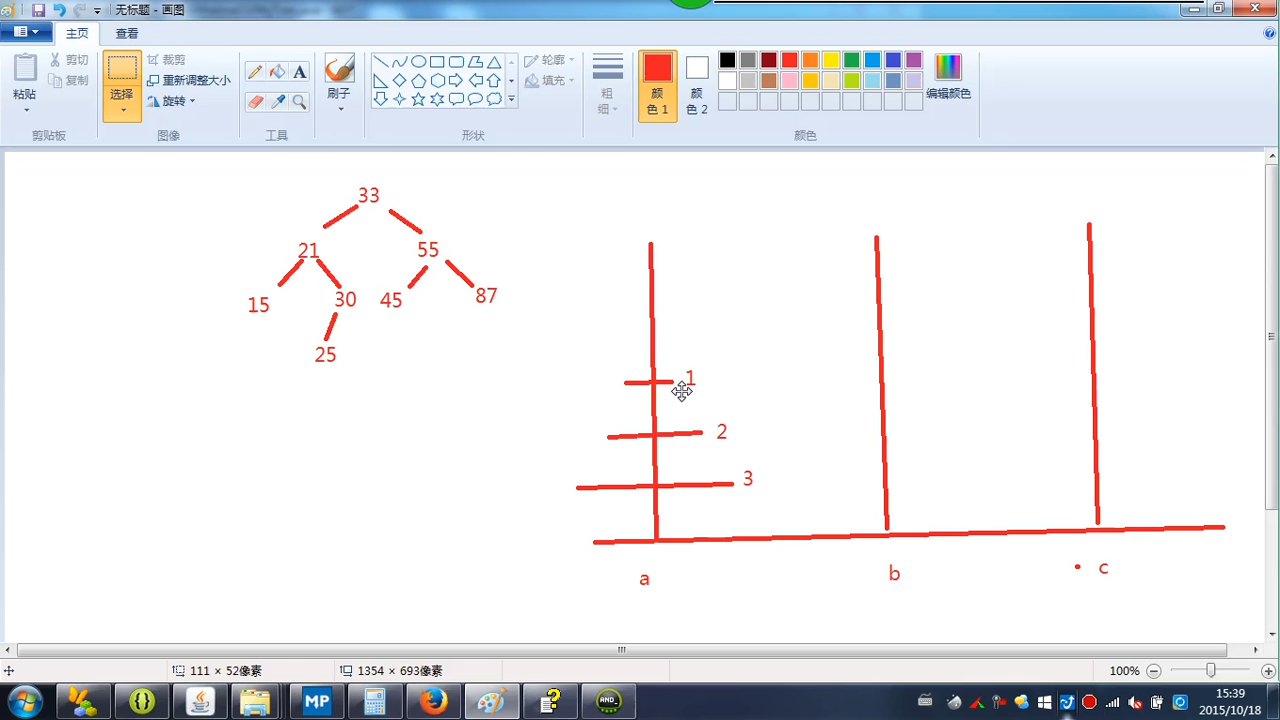 无标题 - 画图
主页
查看
粘贴
剪切
复制
剪贴板
选择
裁剪
重新调整大小
旋转
图像
A
工具
刷子
形状
轮廓
填充
粗
细
颜
色 1
颜
色 2
编辑颜色
颜色
33
21
55
15
30
45
87
25
1
2
3
a
b
c
111 × 52像素
1354 × 693像素
100%
MP
AND_
15:39
2015/10/18